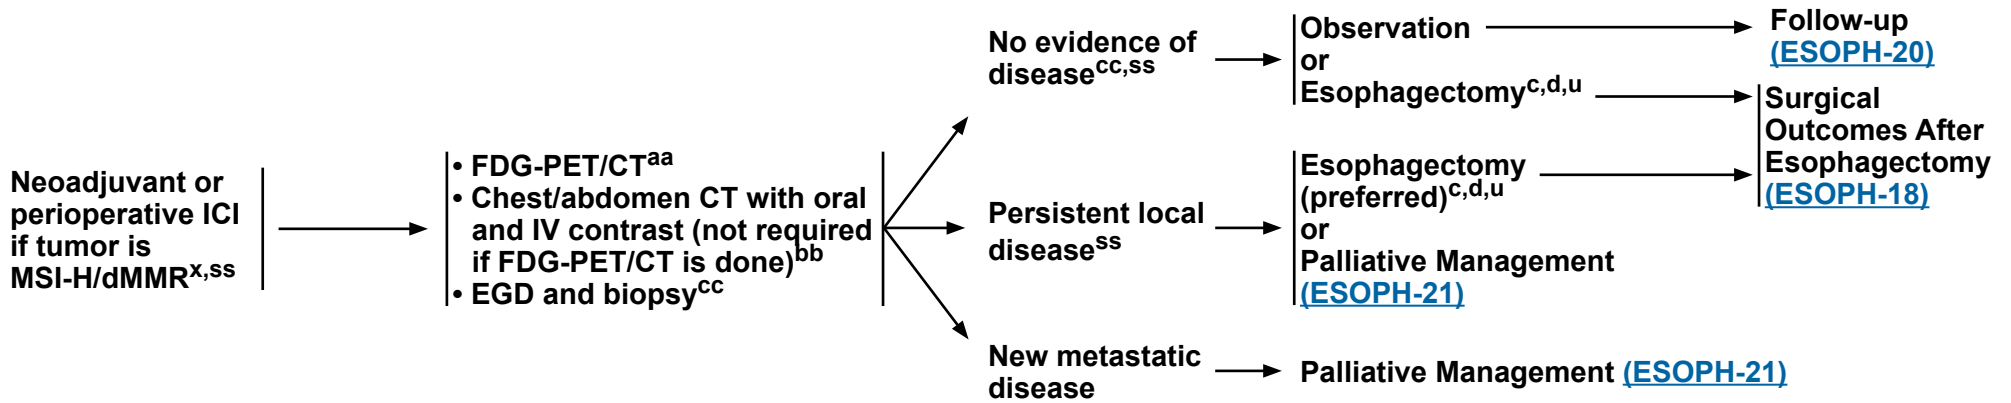 Neoadjuvant or
perioperative ICI
if tumor is
MSI-H/dMMRx,ss
• FDG-PET/CTaa
• Chest/abdomen CT with oral
and IV contrast (not required
if FDG-PET/CT is done)bb
• EGD and biopsycc
No evidence of
diseasecc,ss
Observation
or
Esophagectomyc,d,u
Follow-up
(ESOPH-20)
Surgical
Outcomes After
Esophagectomy
(ESOPH-18)
Persistent local
diseasess
Esophagectomy
(preferred)c,d,u
or
Palliative Management
(ESOPH-21)
New metastatic
disease
Palliative Management (ESOPH-21)